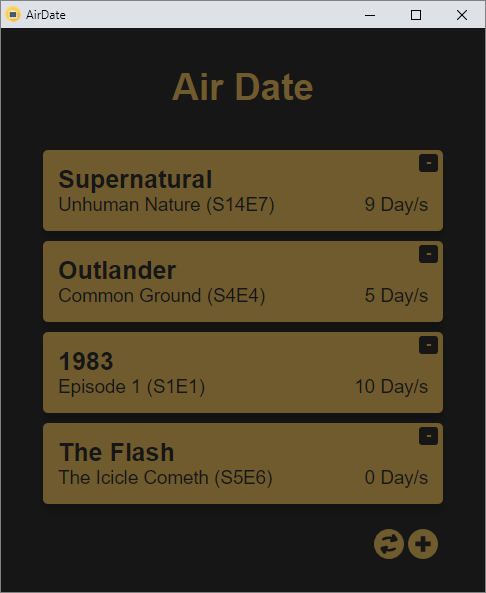 AirDate
Air Date
-
Supernatural
Unhuman Nature (S14E7) 9 Day/s
-
Outlander
Common Ground (S4E4) 5 Day/s
-
1983
Episode 1 (S1E1) 10 Day/s
-
The Flash
The Icicle Cometh (S5E6) 0 Day/s